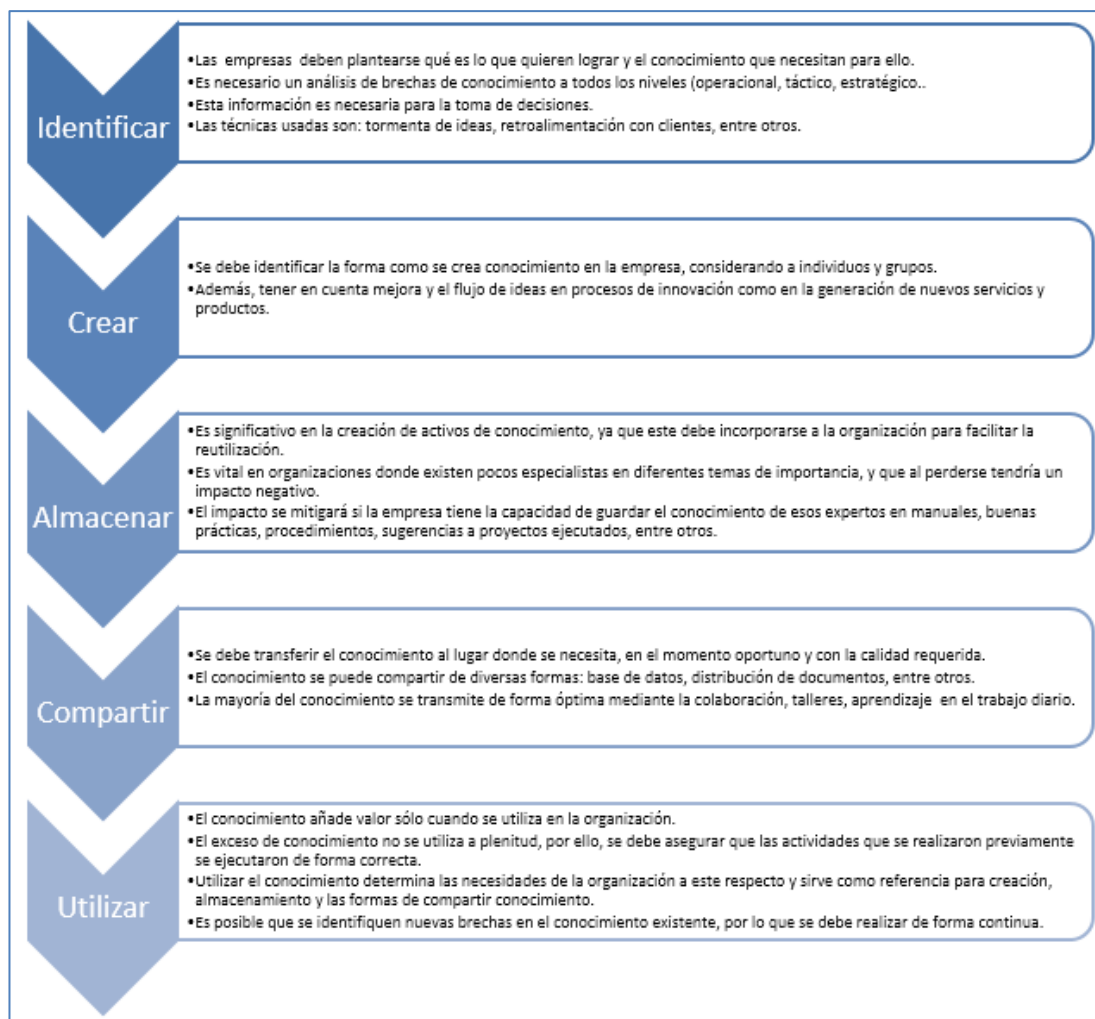 Identificar
•Las empresas deben plantearse qué es lo que quieren lograr y el conocimiento que necesitan para ello.
•Es necesario un análisis de brechas de conocimiento a todos los niveles (operacional, táctico, estratégico..
•Esta información es necesaria para la toma de decisiones.
•Las técnicas usadas son: tormenta de ideas, retroalimentación con clientes, entre otros.
Crear
•Se debe identificar la forma como se crea conocimiento en la empresa, considerando a individuos y grupos.
•Además, tener en cuenta mejora y el flujo de ideas en procesos de innovación como en la generación de nuevos servicios y
productos.
Almacenar
•Es significativo en la creación de activos de conocimiento, ya que este debe incorporarse a la organización para facilitar la
reutilización.
•Es vital en organizaciones donde existen pocos especialistas en diferentes temas de importancia, y que al perderse tendría un
impacto negativo.
•El impacto se mitigará si la empresa tiene la capacidad de guardar el conocimiento de esos expertos en manuales, buenas
prácticas, procedimientos, sugerencias a proyectos ejecutados, entre otros.
Compartir
•Se debe transferir el conocimiento al lugar donde se necesita, en el momento oportuno y con la calidad requerida.
•El conocimiento se puede compartir de diversas formas: base de datos, distribución de documentos, entre otros.
•La mayoría del conocimiento se transmite de forma óptima mediante la colaboración, talleres, aprendizaje en el trabajo diario.
Utilizar
•El conocimiento añade valor sólo cuando se utiliza en la organización.
•El exceso de conocimiento no se utiliza a plenitud, por ello, se debe asegurar que las actividades que se realizaron previamente
se ejecutaron de forma correcta.
•Utilizar el conocimiento determina las necesidades de la organización a este respecto y sirve como referencia para creación,
almacenamiento y las formas de compartir conocimiento.
•Es posible que se identifiquen nuevas brechas en el conocimiento existente, por lo que se debe realizar de forma continua.